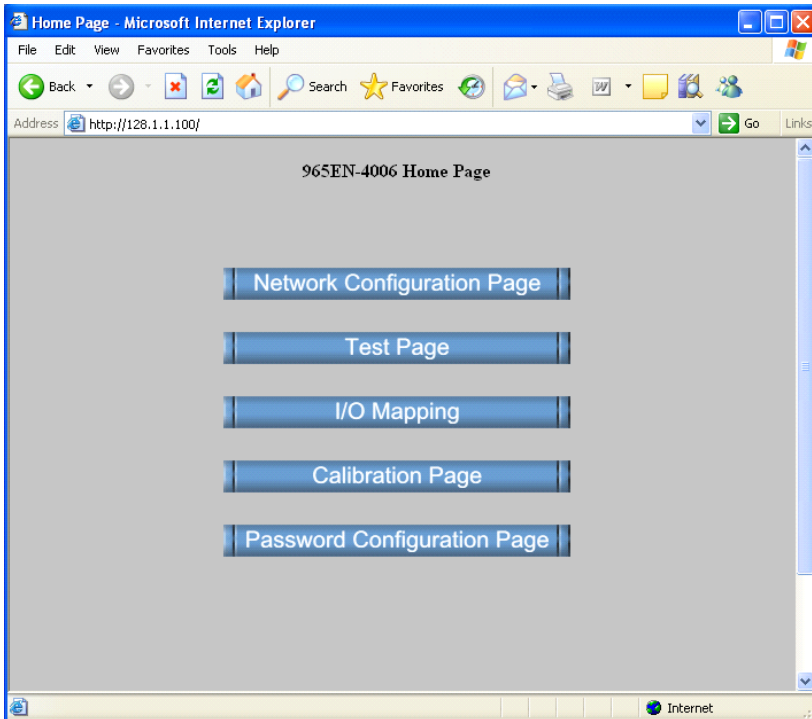 Home Page - Microsoft Internet Explorer
File Edit View Favorites Tools Help
Back Search Favorites W
Address http://128.1.1.100/ Go Links
965EN-4006 Home Page
Network Configuration Page
Test Page
I/O Mapping
Calibration Page
Password Configuration Page
Internet